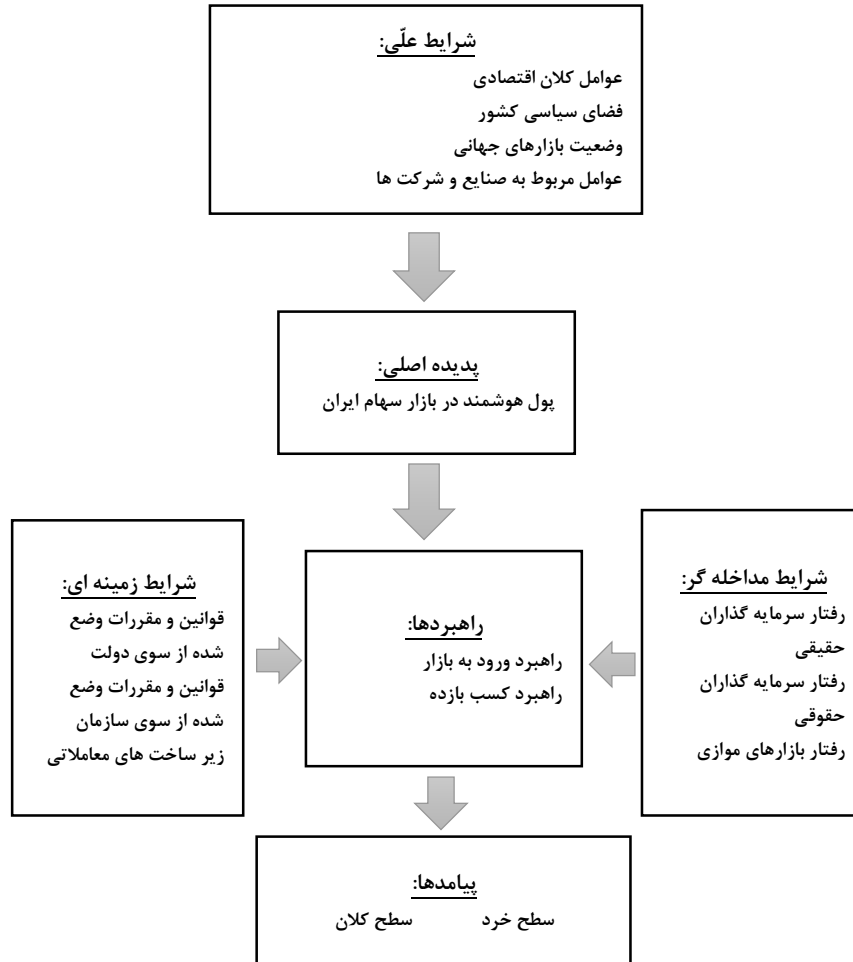 شرایط علّی:
عوامل کلان اقتصادی
فضای سیاسی کشور
وضعیت بازارهای جهانی
عوامل مربوط به صنایع و شرکت ها
پدیده اصلی:
پول هوشمند در بازار سهام ایران
شرایط مداخله گر:
رفتار سرمایه گذاران
حقیقی
رفتار سرمایه گذاران
حقوقی
رفتار بازارهای موازی
راهبردها:
راهبرد ورود به بازار
راهبرد کسب بازده
شرایط زمینه ای:
قوانین و مقررات وضع
شده از سوی دولت
قوانین و مقررات وضع
شده از سوی سازمان
زیر ساخت های معاملاتی
پیامدها:
سطح خرد سطح کلان